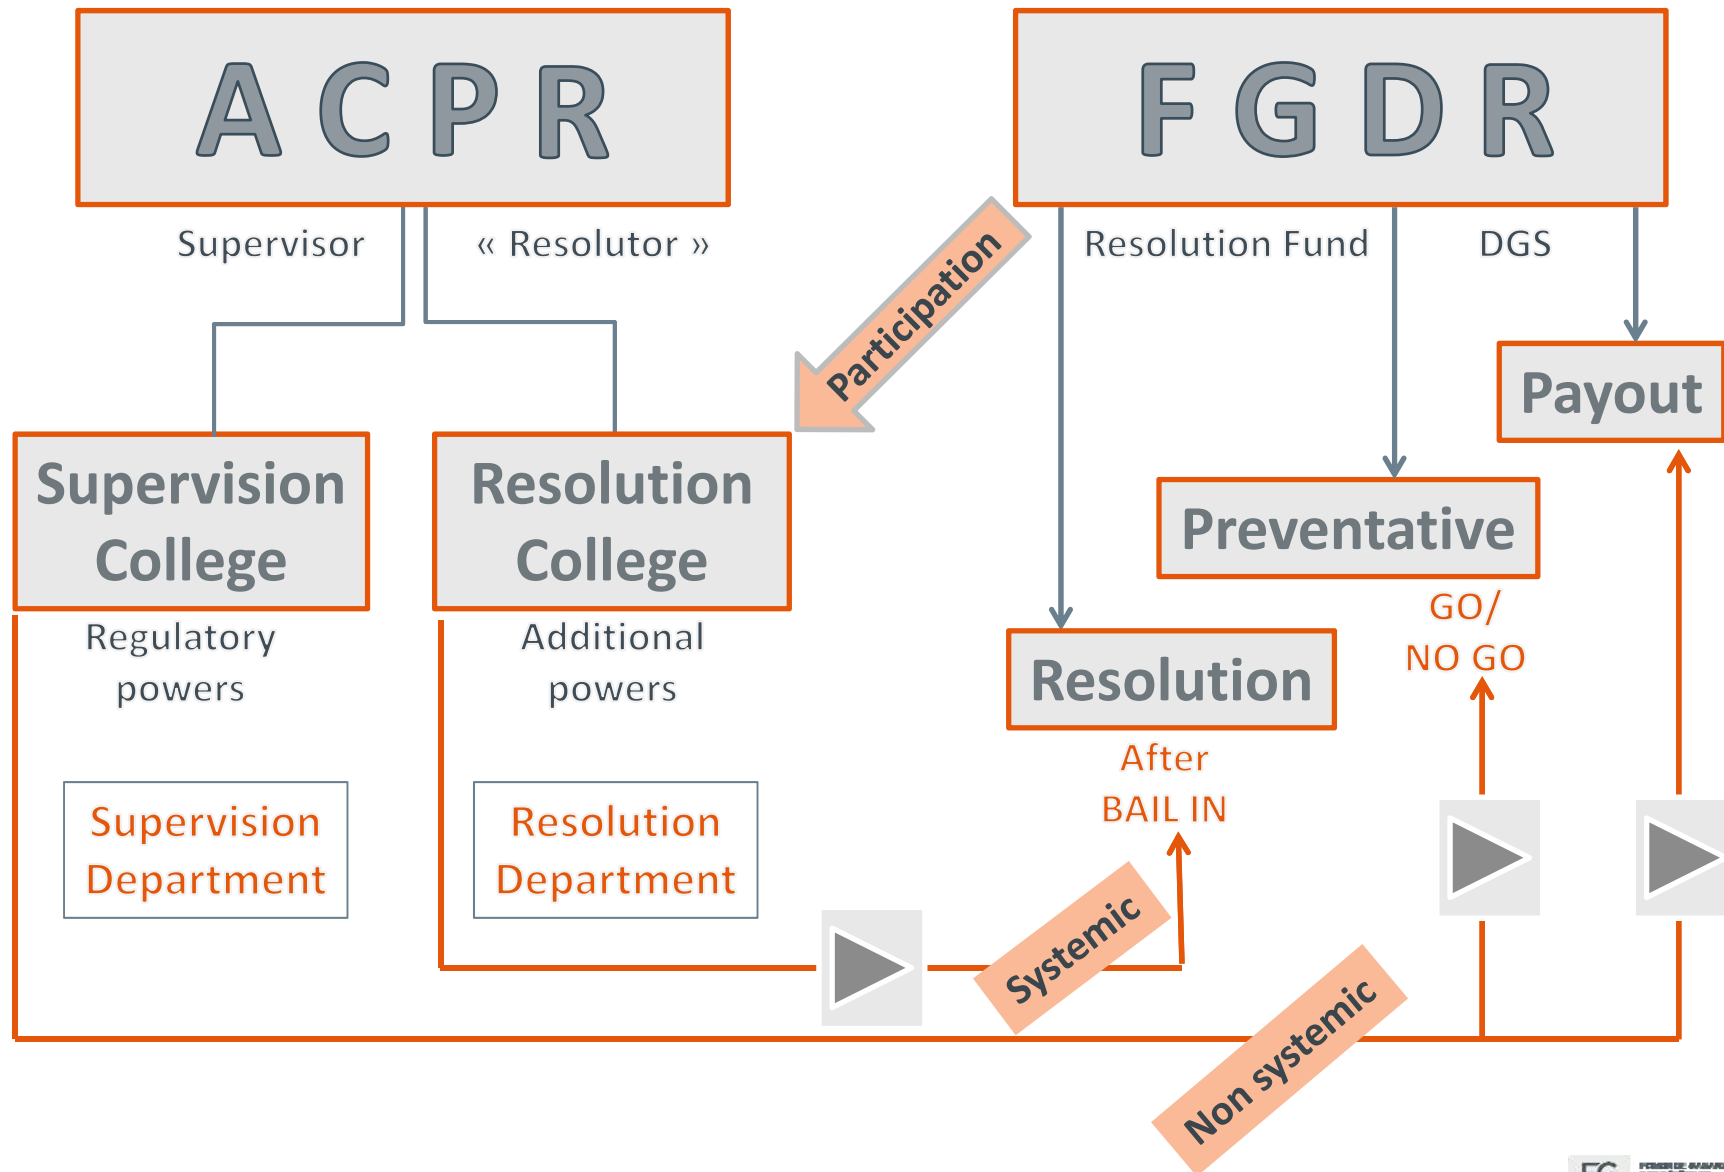 A C P R
F G D R
Supervisor
« Resolutor »
Resolution Fund
DGS
Participation
Payout
Supervision
College
Resolution
College
Preventative
GO/
NO GO
Regulatory
powers
Additional
powers
Resolution
After
BAIL IN
Supervision
Department
Resolution
Department
Systemic
Non systemic